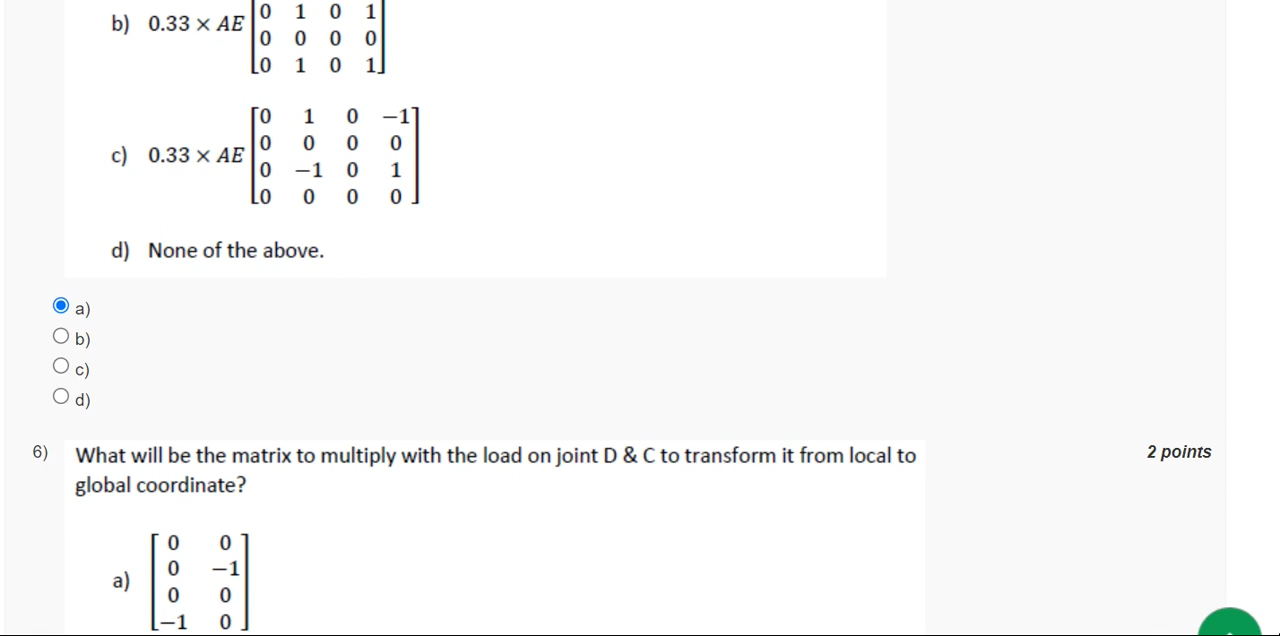 b) 0.33 × AE [0 1 0 1
0 0 0 0
0 1 0 1]
c) 0.33 × AE [0 1 0 −1
0 0 0 0
0 −1 0 1
0 0 0 0]
d) None of the above.
a)
b)
c)
d)
6) What will be the matrix to multiply with the load on joint D & C to transform it from local to 2 points
global coordinate?
a) [0 0
0 −1
0 0
−1 0]